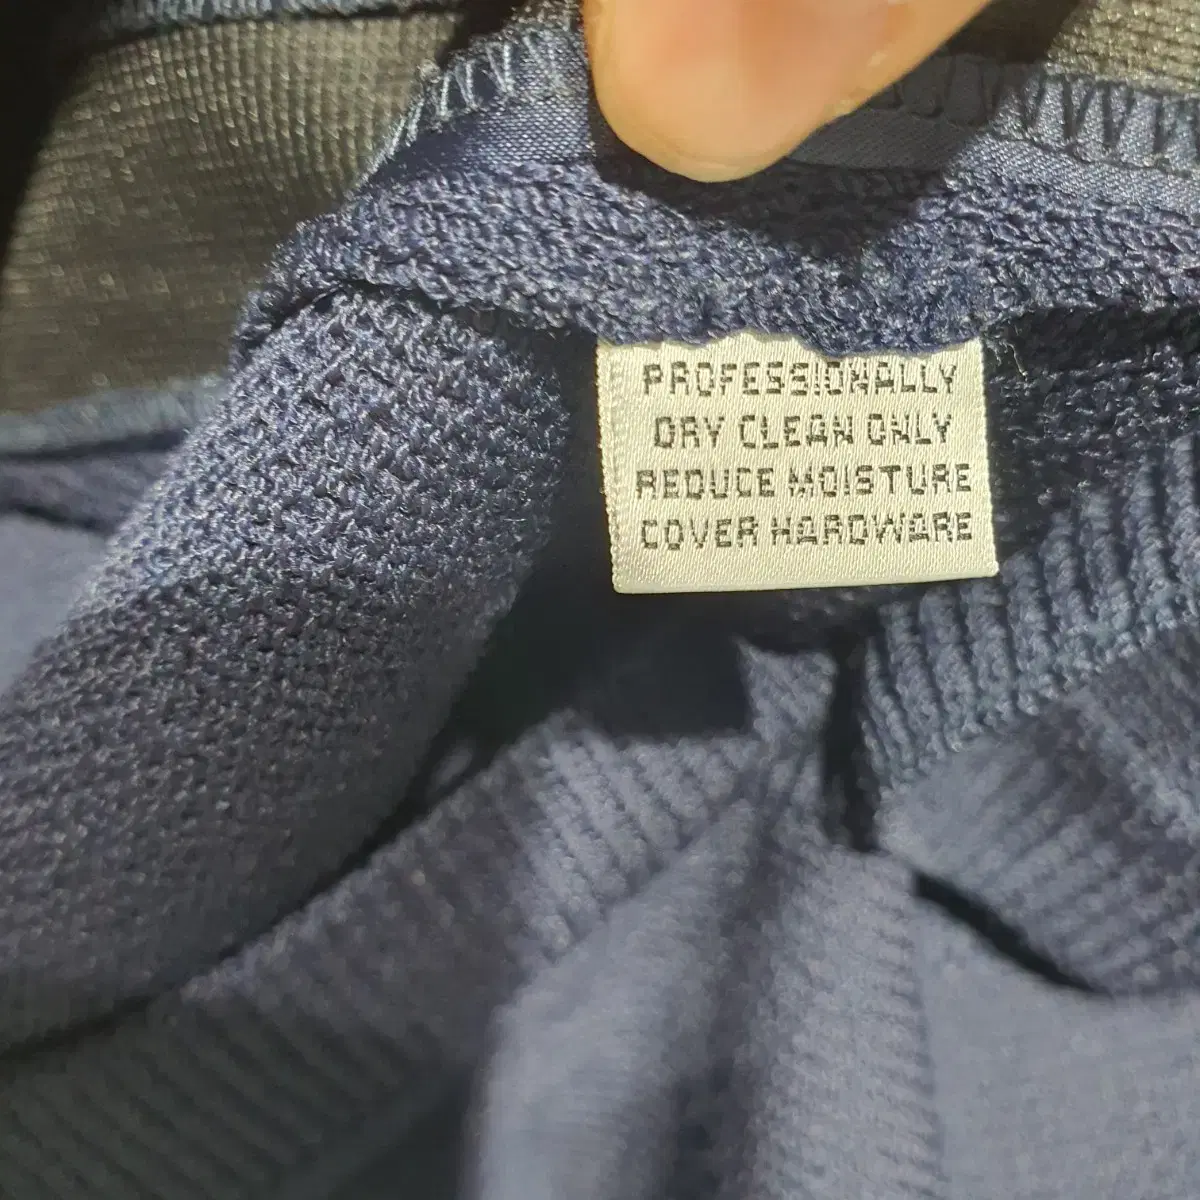 PROFESSIONALLY
DRY CLEAN ONLY
REDUCE MOISTURE
COVER HARDWARE